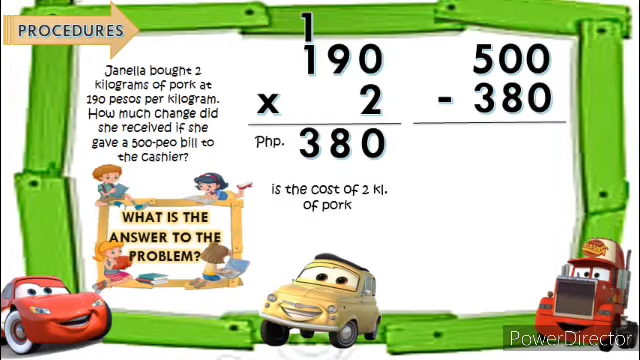 PROCEDURES
Janella bought 2
kilograms of pork at
190 pesos per kilogram.
How much change did
she received if she
gave a 500-peo bill to
the cashier?
WHAT IS THE
ANSWER TO THE
PROBLEM?
1
190
x 2
Php. 380
is the cost of 2 kl.
of pork
500
- 380
PowerDirector